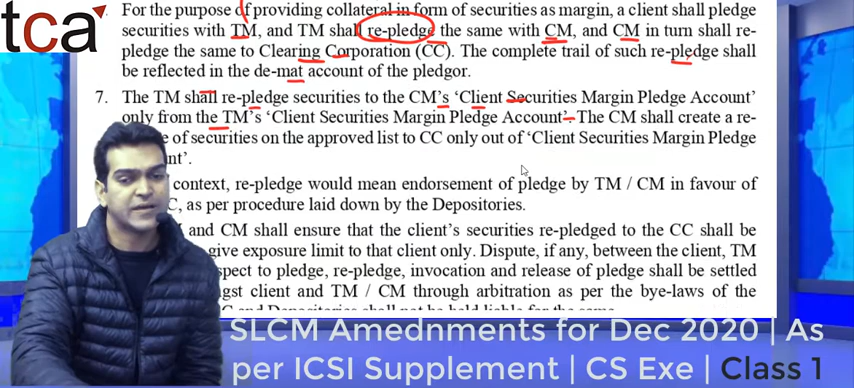 tca
For the purpose of providing collateral in form of securities as margin, a client shall pledge
securities with TM, and TM shall re-pledge the same with CM, and CM in turn shall re-
pledge the same to Clearing Corporation (CC). The complete trail of such re-pledge shall
be reflected in the de-mat account of the pledgor.
7. The TM shall re-pledge securities to the CM's 'Client Securities Margin Pledge Account'
only from the TM's 'Client Securities Margin Pledge Account'. The CM shall create a re-
e of securities on the approved list to CC only out of 'Client Securities Margin Pledge
nt'.
context, re-pledge would mean endorsement of pledge by TM / CM in favour of
C, as per procedure laid down by the Depositories.
and CM shall ensure that the client's securities re-pledged to the CC shall be
give exposure limit to that client only. Dispute, if any, between the client, TM
spect to pledge, re-pledge, invocation and release of pledge shall be settled
gst client and TM / CM through arbitration as per the bye-laws of the
SLCM Amednments for Dec 2020 | As
per ICSI Supplement | CS Exe | Class 1